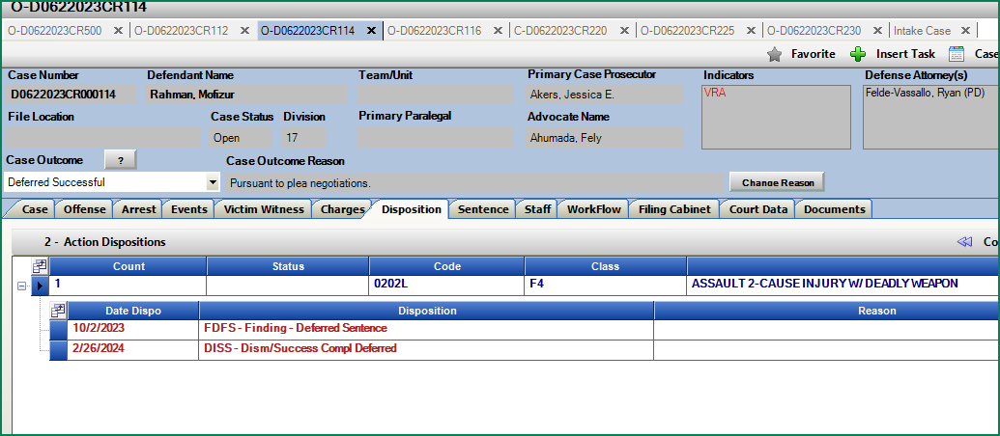 O-D0622023CR114
O-D0622023CR500 O-D0622023CR112 O-D0622023CR114 O-D0622023CR116 C-D0622023CR220 O-D0622023CR225 O-D0622023CR230 Intake Case
Favorite Insert Task Case
Case Number Defendant Name Team/Unit Primary Case Prosecutor Indicators Defense Attorney(s)
D0622023CR000114 Rahman, Mofizur Akers, Jessica E. VRA Felde-Vassallo, Ryan (PD)
File Location Case Status Division Primary Paralegal Advocate Name
Open 17 Ahumada, Fely
Case Outcome ? Case Outcome Reason
Deferred Successful Pursuant to plea negotiations. Change Reason
Case Offense Arrest Events Victim Witness Charges Disposition Sentence Staff WorkFlow Filing Cabinet Court Data Documents
2 - Action Dispositions Co
Count Status Code Class
1 0202L F4 ASSAULT 2-CAUSE INJURY W/ DEADLY WEAPON
Date Dispo Disposition Reason
10/2/2023 FDFS - Finding - Deferred Sentence
2/26/2024 DISS - Dism/Success Compl Deferred